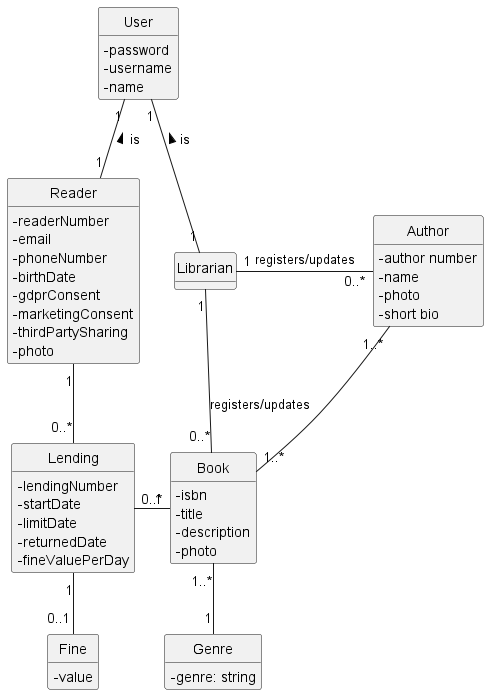 User
-password
-username
-name
1
1
is
is
1
1
Reader
-readerNumber
-email
-phoneNumber
-birthDate
-gdprConsent
-marketingConsent
-thirdPartySharing
-photo
Librarian
1 registers/updates
0..*
Author
-author number
-name
-photo
-short bio
1
1
1..*
registers/updates
0..*
0..*
1..*
Lending
-lendingNumber
-startDate
-limitDate
-returnedDate
-fineValuePerDay
Book
-isbn
-title
-description
-photo
1
0..1
1..*
1
Fine
-value
Genre
-genre: string